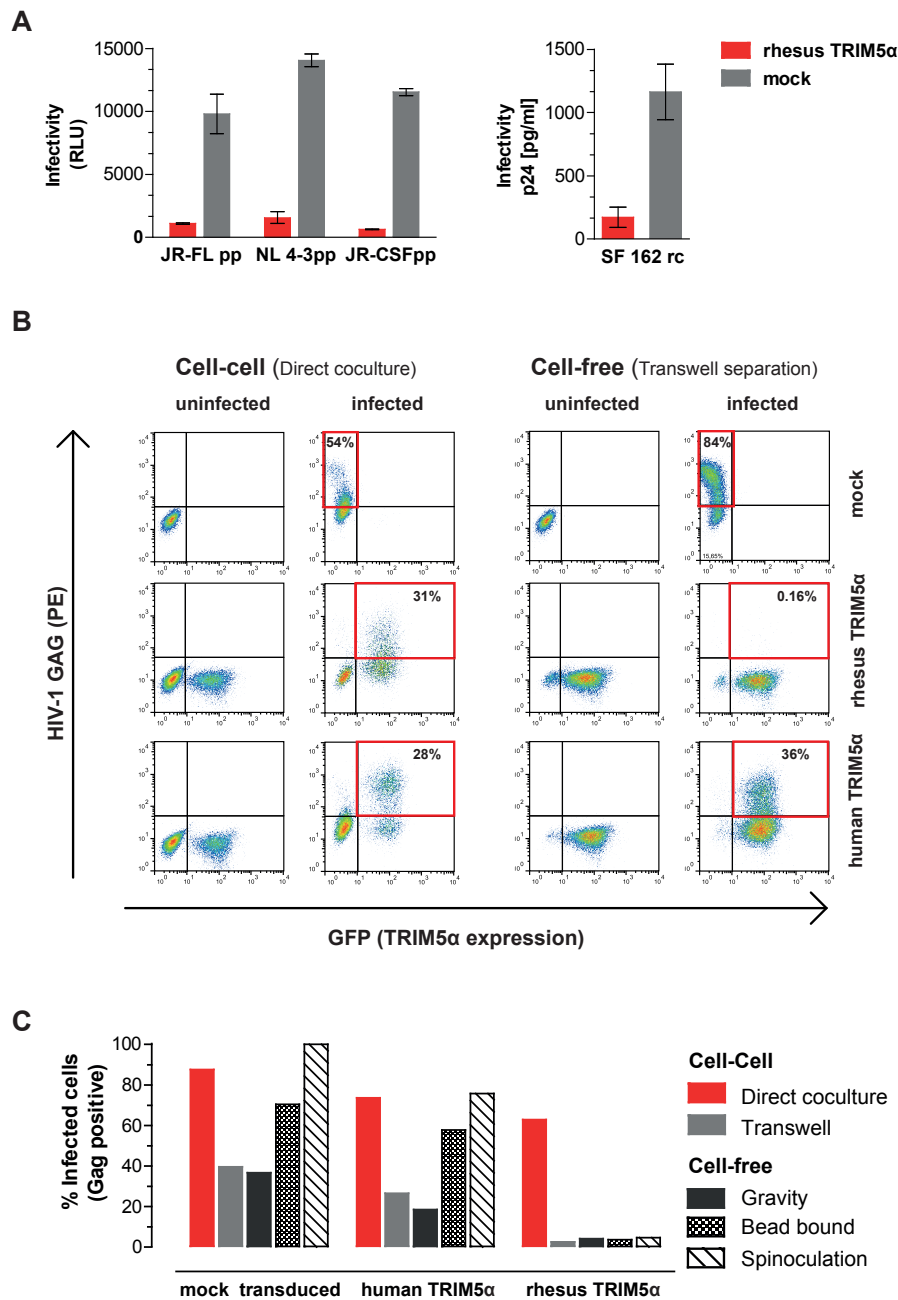 A
15000
10000
5000
0
Infectivity
(RLU)
JR-FL pp
NL 4-3pp
JR-CSFpp
1500
1000
500
0
Infectivity
p24 [pg/ml]
SF 162 rc
rhesus TRIM5α
mock
B
Cell-cell (Direct coculture)
Cell-free (Transwell separation)
uninfected
infected
uninfected
infected
54%
84%
15,65%
mock
31%
0.16%
rhesus TRIM5α
28%
36%
human TRIM5α
HIV-1 GAG (PE)
GFP (TRIM5α expression)
C
100
80
60
40
20
0
% Infected cells
(Gag positive)
mock transduced
human TRIM5α
rhesus TRIM5α
Cell-Cell
Direct coculture
Transwell
Cell-free
Gravity
Bead bound
Spinoculation